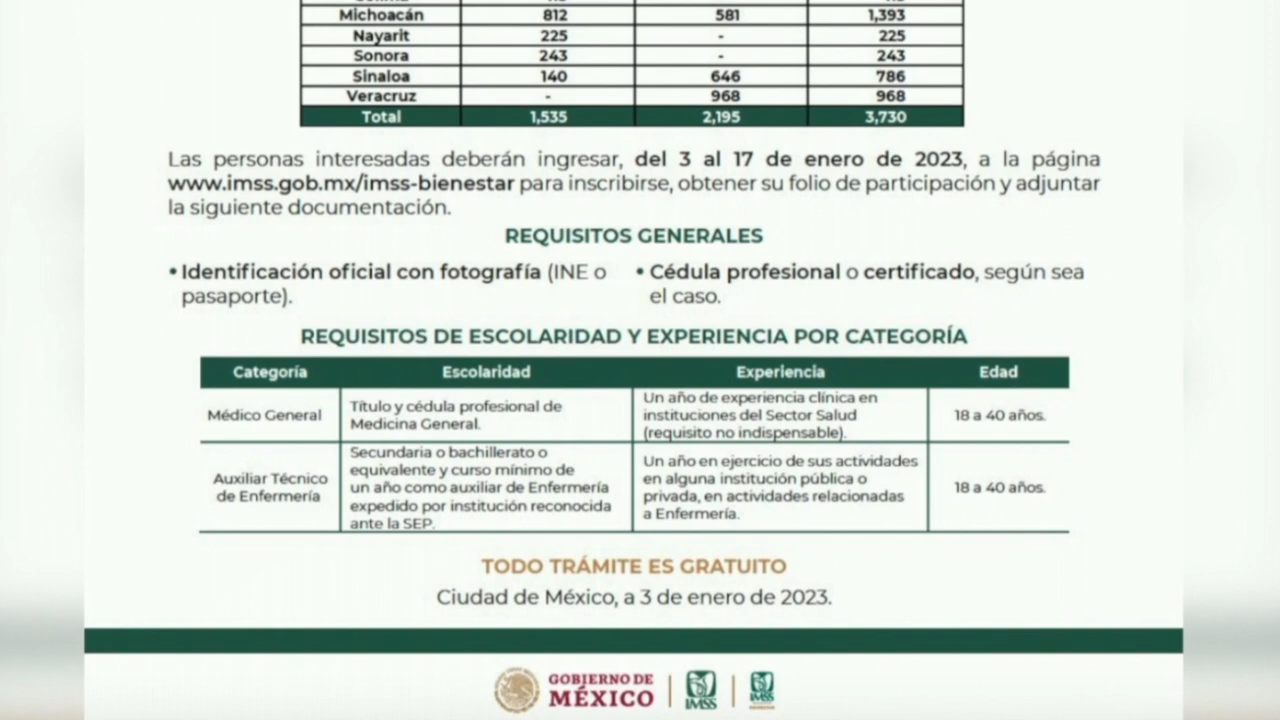 Michoacán 812 581 1,393
Nayarit 225 - 225
Sonora 243 - 243
Sinaloa 140 646 786
Veracruz - 968 968
Total 1,535 2,195 3,730
Las personas interesadas deberán ingresar, del 3 al 17 de enero de 2023, a la página
www.imss.gob.mx/imss-bienestar para inscribirse, obtener su folio de participación y adjuntar
la siguiente documentación.
REQUISITOS GENERALES
• Identificación oficial con fotografía (INE o
pasaporte).
• Cédula profesional o certificado, según sea
el caso.
REQUISITOS DE ESCOLARIDAD Y EXPERIENCIA POR CATEGORÍA
Categoría Escolaridad Experiencia Edad
Médico General
Título y cédula profesional de
Medicina General.
Un año de experiencia clínica en
instituciones del Sector Salud
(requisito no indispensable).
18 a 40 años.
Auxiliar Técnico
de Enfermería
Secundaria o bachillerato o
equivalente y curso mínimo de
un año como auxiliar de Enfermería
expedido por institución reconocida
ante la SEP.
Un año en ejercicio de sus actividades
en alguna institución pública o
privada, en actividades relacionadas
a Enfermería.
18 a 40 años.
TODO TRÁMITE ES GRATUITO
Ciudad de México, a 3 de enero de 2023.
GOBIERNO DE
MÉXICO
IMSS
IMSS